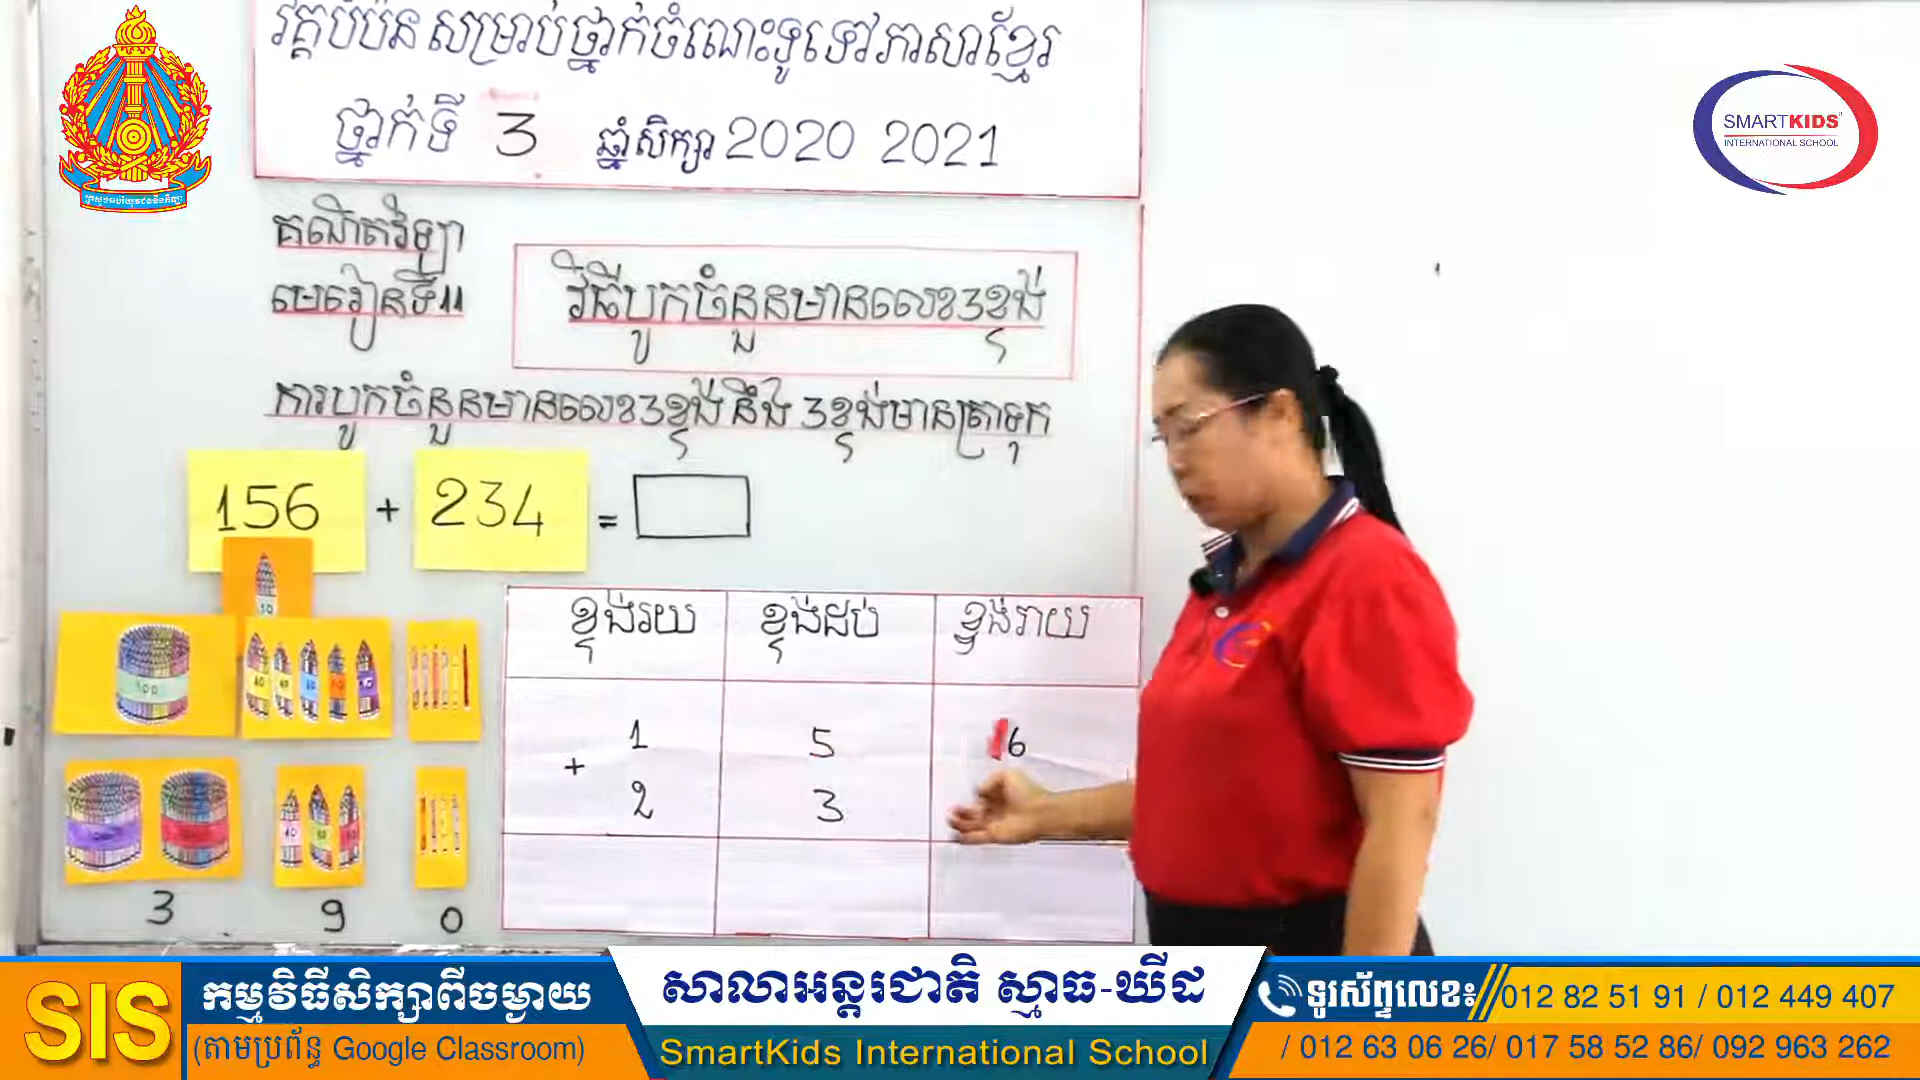 វគ្គបំប៉ន សម្រាប់ថ្នាក់ចំណេះទូទៅភាសាខ្មែរ
ថ្នាក់ទី 3 ឆ្នាំសិក្សា 2020 2021
SMARTKIDS
INTERNATIONAL SCHOOL
គណិតវិទ្យា
មេរៀនទី11
វិធីបូកចំនួនមានលេខ3ខ្ទង់
ការបូកចំនួនមានលេខ3ខ្ទង់ នឹង 3ខ្ទង់មានត្រាទុក
156 + 234 =
ខ្ទង់រយ ខ្ទង់ដប់ ខ្ទង់រាយ
1 5 6
+
2 3
100
3 9 0
SIS
កម្មវិធីសិក្សាពីចម្ងាយ
(តាមប្រព័ន្ធ Google Classroom)
សាលាអន្តរជាតិ ស្មាធ-ឃីដ
SmartKids International School
ទូរស័ព្ទលេខ៖ 012 82 51 91 / 012 449 407
/ 012 63 06 26/ 017 58 52 86/ 092 963 262